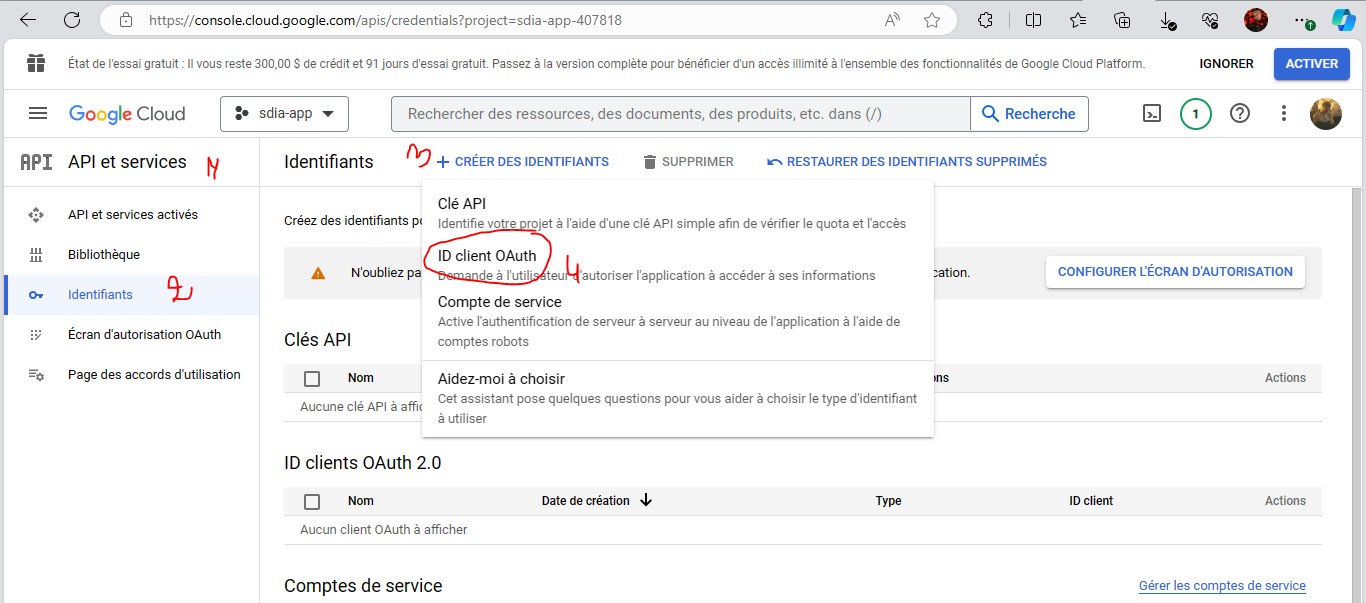 https://console.cloud.google.com/apis/credentials?project=sdia-app-407818
État de l'essai gratuit : Il vous reste 300,00 $ de crédit et 91 jours d'essai gratuit. Passez à la version complète pour bénéficier d'un accès illimité à l'ensemble des fonctionnalités de Google Cloud Platform.
IGNORER
ACTIVER
Google Cloud
sdia-app
Rechercher des ressources, des documents, des produits, etc. dans (/)
Recherche
1
API
API et services
Identifiants
3
CRÉER DES IDENTIFIANTS
SUPPRIMER
RESTAURER DES IDENTIFIANTS SUPPRIMÉS
API et services activés
Bibliothèque
Identifiants
2
Écran d'autorisation OAuth
Page des accords d'utilisation
Créez des identifiants po
Clé API
Identifie votre projet à l'aide d'une clé API simple afin de vérifier le quota et l'accès
ID client OAuth
4
Demande à l'utilisateur d'autoriser l'application à accéder à ses informations
Compte de service
Active l'authentification de serveur à serveur au niveau de l'application à l'aide de
comptes robots
Aidez-moi à choisir
Cet assistant pose quelques questions pour vous aider à choisir le type d'identifiant
à utiliser
N'oubliez pa
cation.
CONFIGURER L'ÉCRAN D'AUTORISATION
Clés API
Nom
ons
Actions
Aucune clé API à affic
ID clients OAuth 2.0
Nom
Date de création
Type
ID client
Actions
Aucun client OAuth à afficher
Comptes de service
Gérer les comptes de service